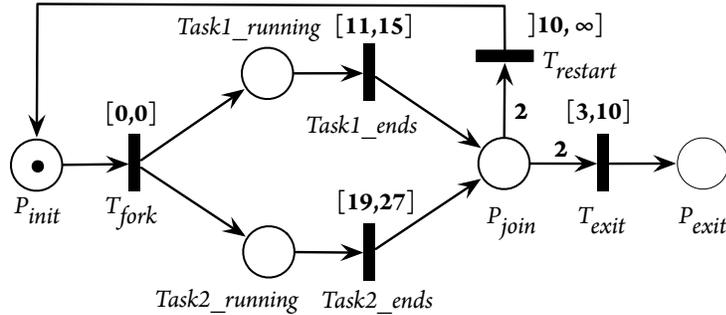 Task1_running
[11,15]
]10, ∞]
T_restart
[0,0]
Task1_ends
2
2
[3,10]
P_init
T_fork
[19,27]
P_join
T_exit
P_exit
Task2_running
Task2_ends